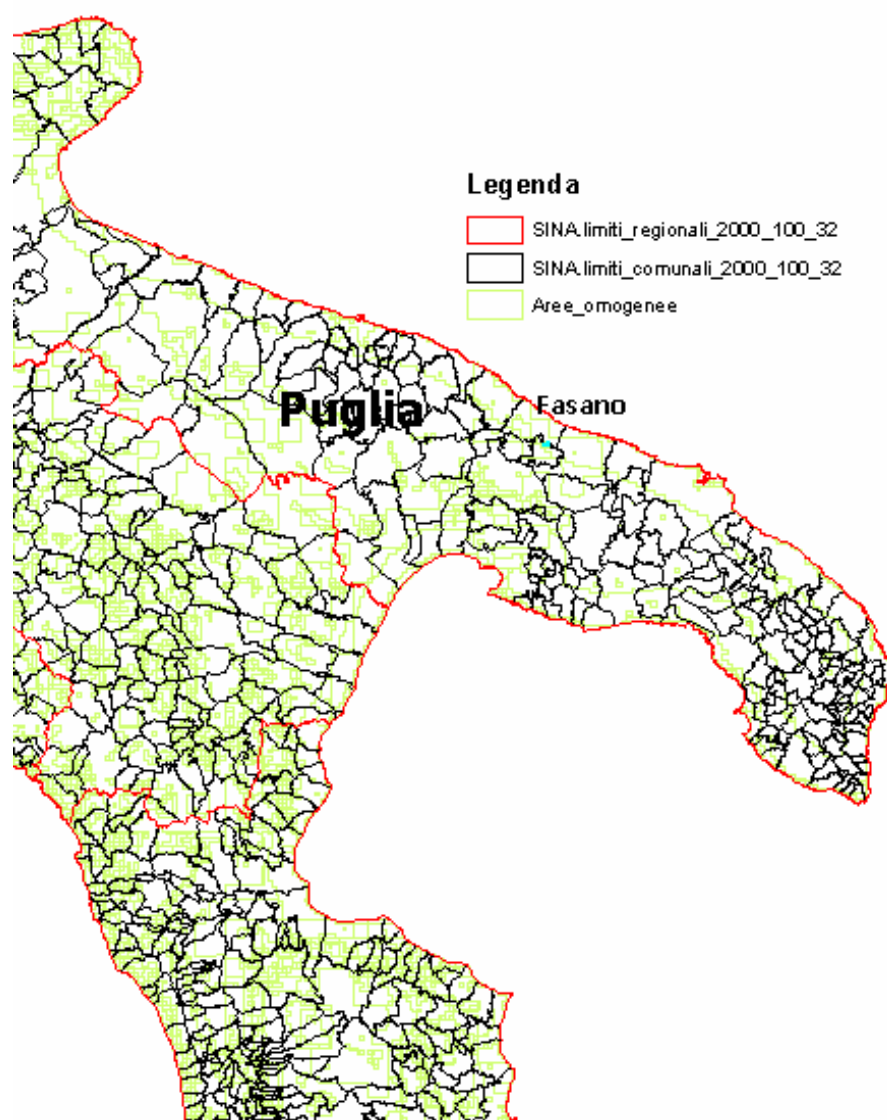 Legenda
SINA.limiti_regionali_2000_100_32
SINA.limiti_comunali_2000_100_32
Aree_omogenee
Fasano
Puglia